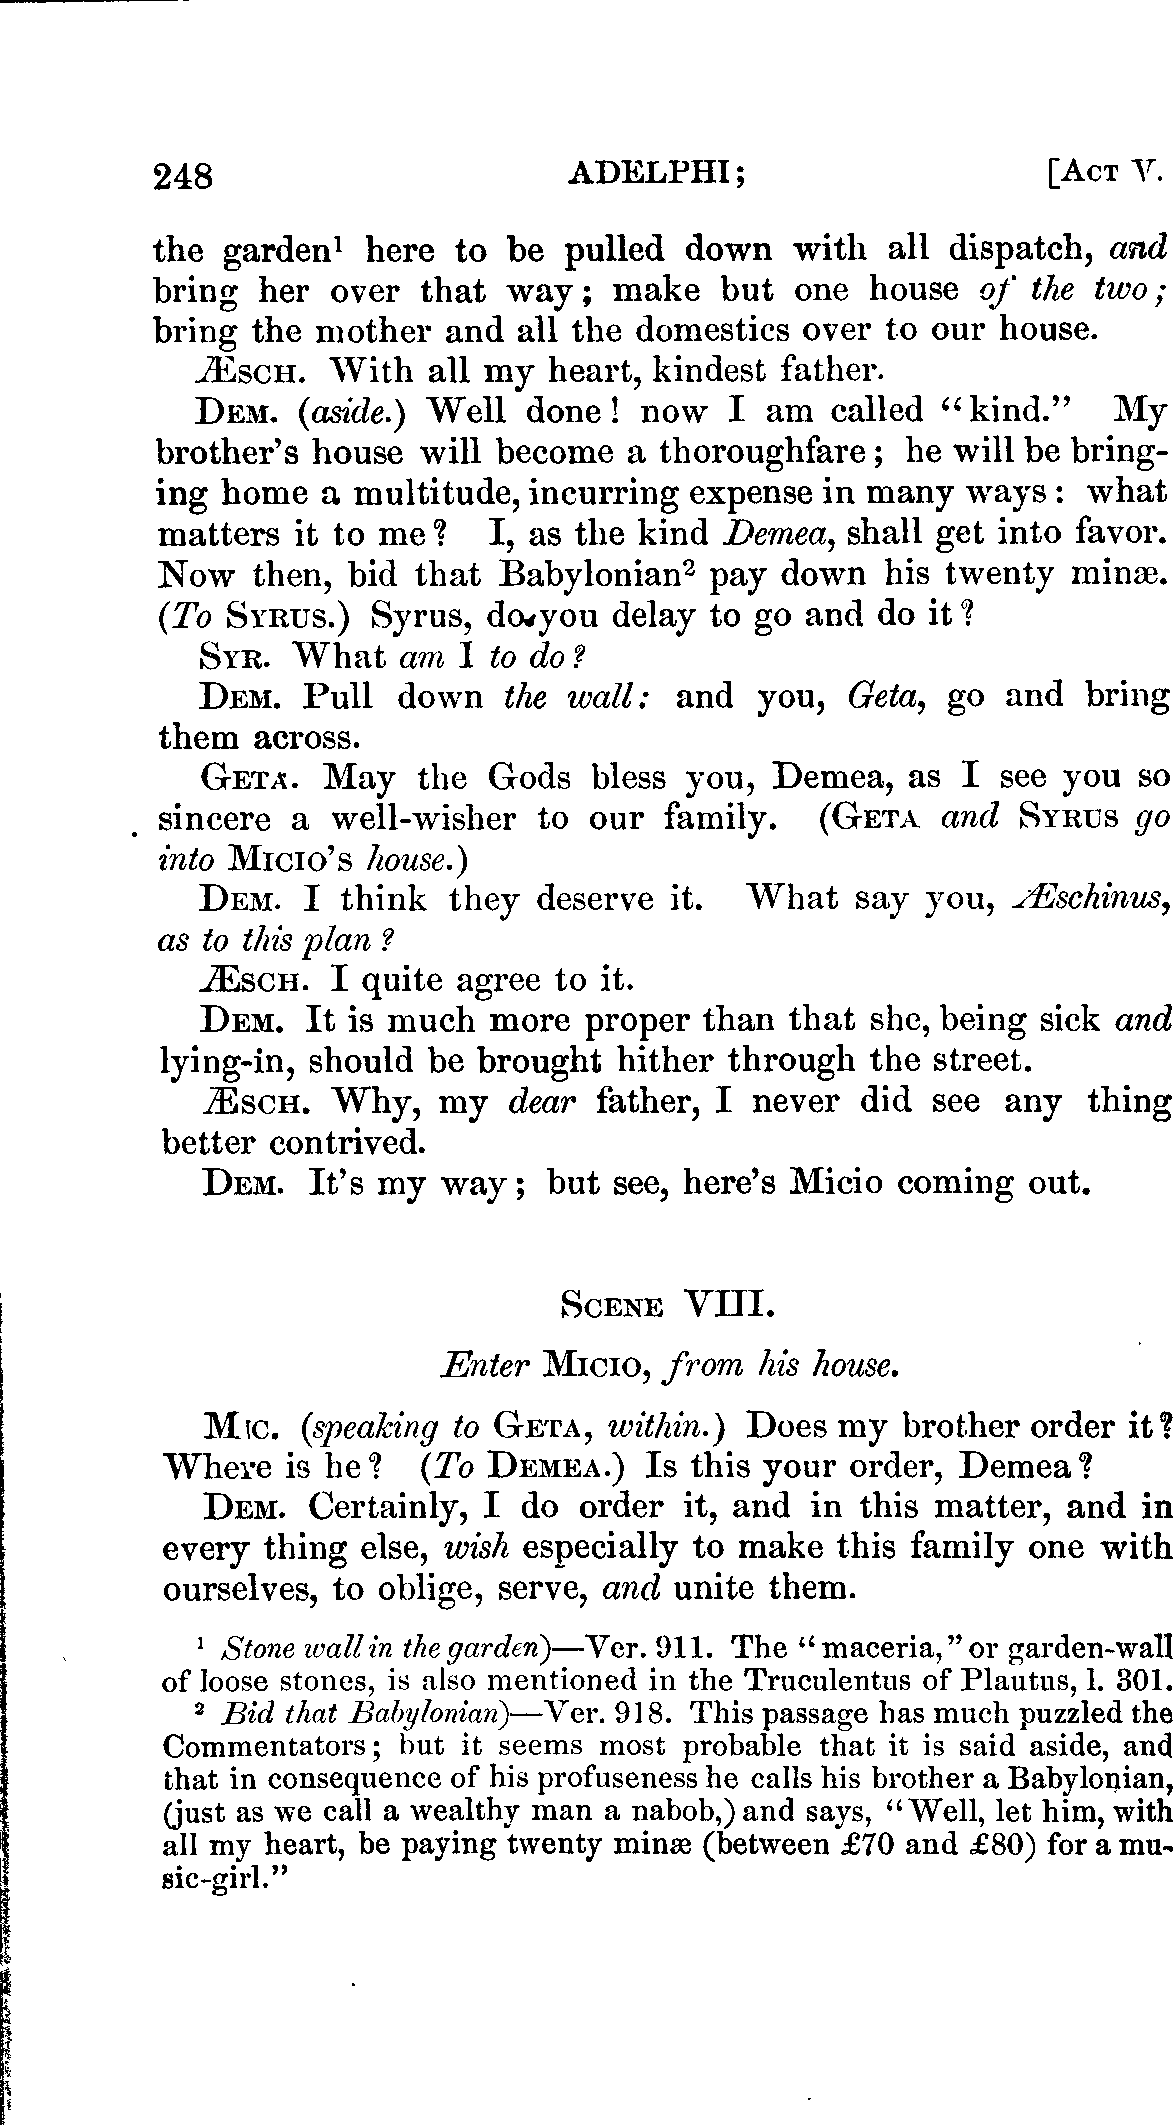 248 ADELPHI; [ACT V.
the garden¹ here to be pulled down with all dispatch, and
bring her over that way; make but one house of the two;
bring the mother and all the domestics over to our house.
ÆSCH. With all my heart, kindest father.
DEM. (aside.) Well done! now I am called “kind.” My
brother’s house will become a thoroughfare; he will be bring-
ing home a multitude, incurring expense in many ways: what
matters it to me? I, as the kind Demea, shall get into favor.
Now then, bid that Babylonian² pay down his twenty minæ.
(To SYRUS.) Syrus, do you delay to go and do it?
SYR. What am I to do?
DEM. Pull down the wall: and you, Geta, go and bring
them across.
GETA. May the Gods bless you, Demea, as I see you so
sincere a well-wisher to our family. (GETA and SYRUS go
into MICIO’S house.)
DEM. I think they deserve it. What say you, Æschinus,
as to this plan?
ÆSCH. I quite agree to it.
DEM. It is much more proper than that she, being sick and
lying-in, should be brought hither through the street.
ÆSCH. Why, my dear father, I never did see any thing
better contrived.
DEM. It’s my way; but see, here’s Micio coming out.
SCENE VIII.
Enter MICIO, from his house.
MIC. (speaking to GETA, within.) Does my brother order it?
Where is he? (To DEMEA.) Is this your order, Demea?
DEM. Certainly, I do order it, and in this matter, and in
every thing else, wish especially to make this family one with
ourselves, to oblige, serve, and unite them.
¹ Stone wall in the garden)—Ver. 911. The “maceria,” or garden-wall
of loose stones, is also mentioned in the Truculentus of Plautus, l. 301.
² Bid that Babylonian)—Ver. 918. This passage has much puzzled the
Commentators; but it seems most probable that it is said aside, and
that in consequence of his profuseness he calls his brother a Babylonian,
(just as we call a wealthy man a nabob,) and says, “Well, let him, with
all my heart, be paying twenty minæ (between £70 and £80) for a mu-
sic-girl.”